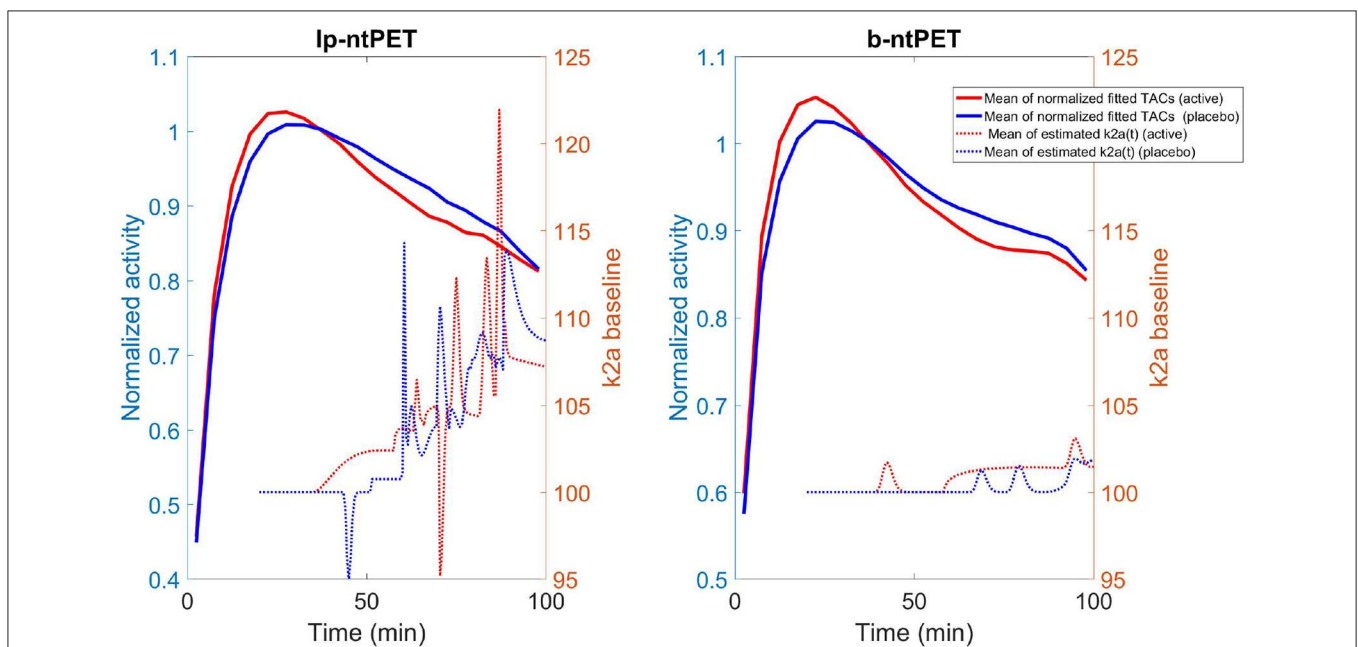 lp-ntPET
1.1
1
0.9
0.8
0.7
0.6
0.5
0.4
Normalized activity
125
120
115
110
105
100
95
k2a baseline
0
50
100
Time (min)
b-ntPET
1.1
1
0.9
0.8
0.7
0.6
0.5
Normalized activity
125
120
115
110
105
100
95
k2a baseline
0
50
100
Time (min)
Mean of normalized fitted TACs (active)
Mean of normalized fitted TACs (placebo)
Mean of estimated k2a(t) (active)
Mean of estimated k2a(t) (placebo)